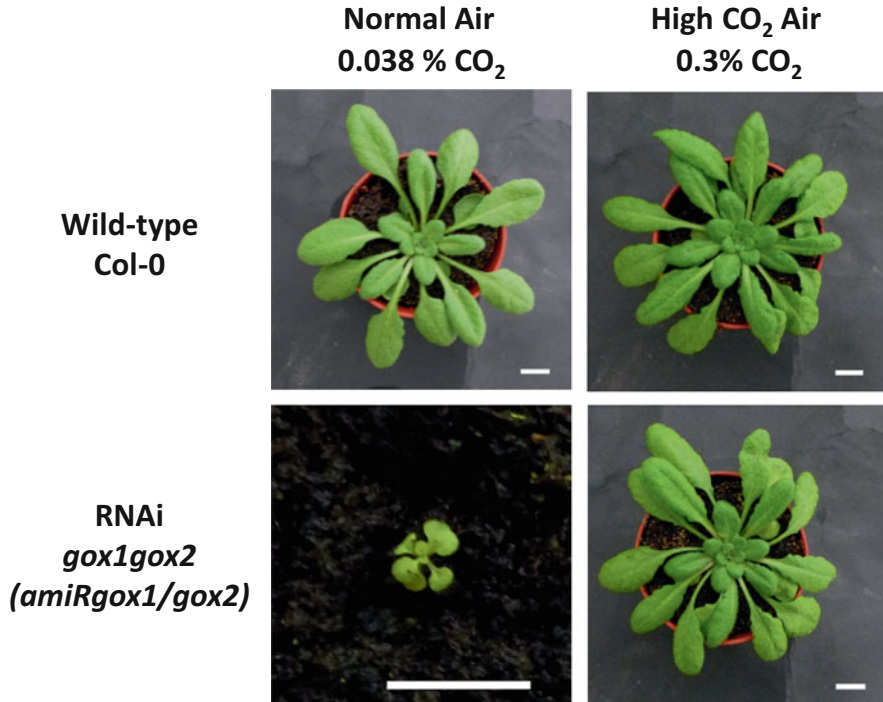 Normal Air
0.038 % CO₂
High CO₂ Air
0.3% CO₂
Wild-type
Col-0
RNAi
gox1gox2
(amiRgox1/gox2)